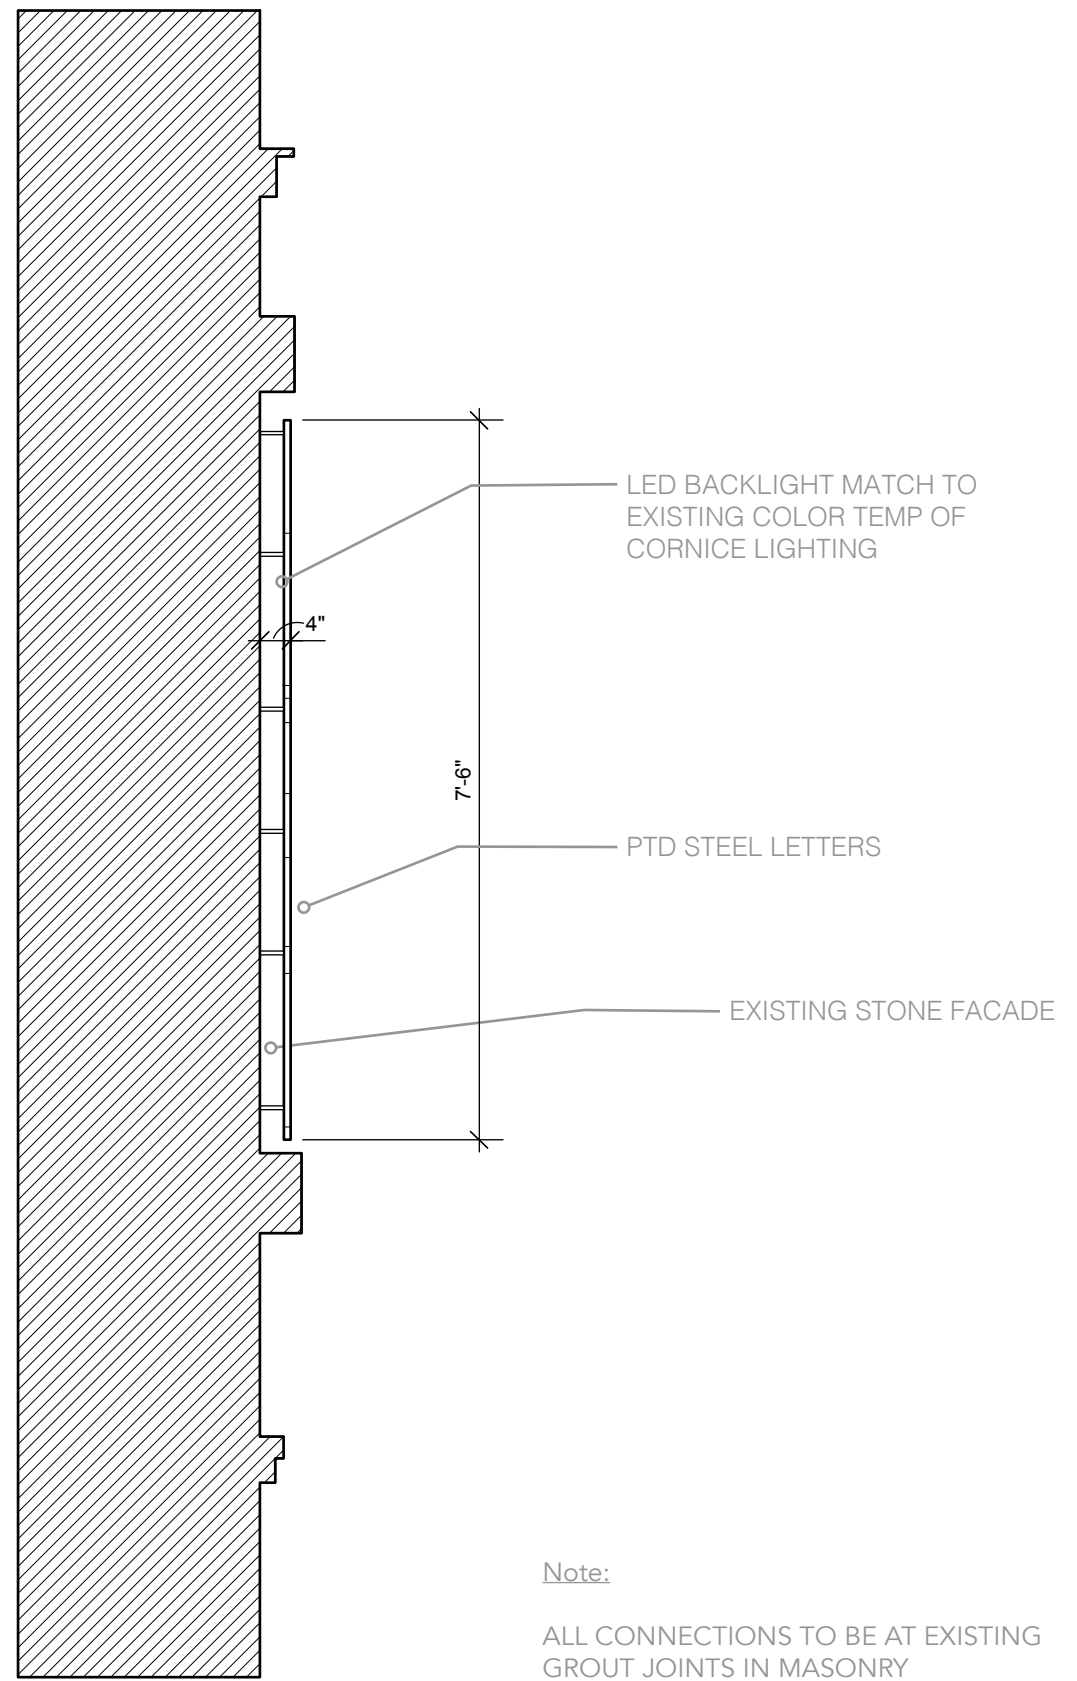 LED BACKLIGHT MATCH TO
EXISTING COLOR TEMP OF
CORNICE LIGHTING
4"
7'-6"
PTD STEEL LETTERS
EXISTING STONE FACADE
Note:
ALL CONNECTIONS TO BE AT EXISTING
GROUT JOINTS IN MASONRY